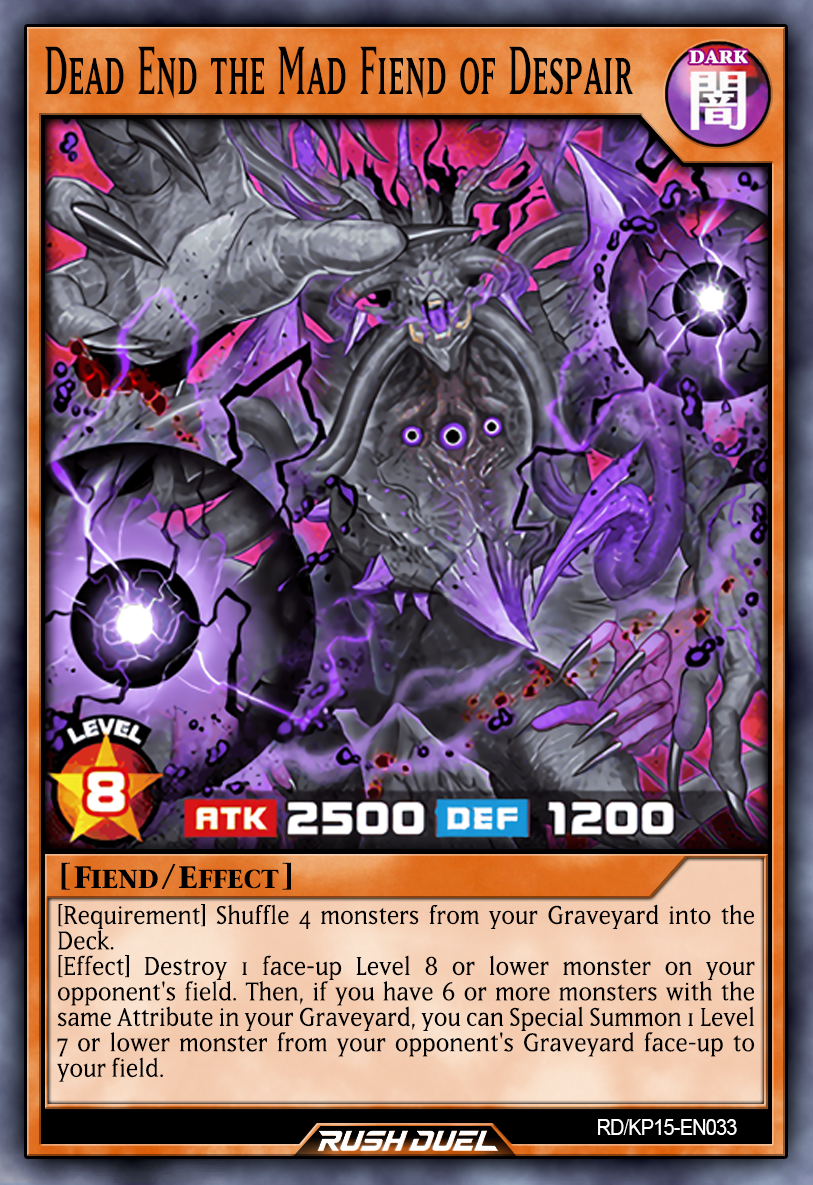 Dead End the Mad Fiend of Despair
DARK
闇
LEVEL
8
ATK 2500 DEF 1200
[Fiend/Effect]
[Requirement] Shuffle 4 monsters from your Graveyard into the
Deck.
[Effect] Destroy 1 face-up Level 8 or lower monster on your
opponent's field. Then, if you have 6 or more monsters with the
same Attribute in your Graveyard, you can Special Summon 1 Level
7 or lower monster from your opponent's Graveyard face-up to
your field.
RD/KP15-EN033
RUSH DUEL